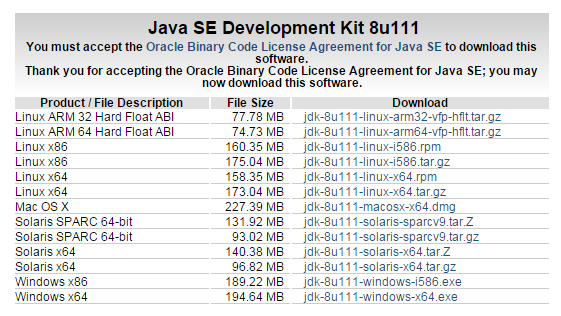 Java SE Development Kit 8u111
You must accept the Oracle Binary Code License Agreement for Java SE to download this
software.
Thank you for accepting the Oracle Binary Code License Agreement for Java SE; you may
now download this software.
Product / File Description File Size Download
Linux ARM 32 Hard Float ABI 77.78 MB jdk-8u111-linux-arm32-vfp-hflt.tar.gz
Linux ARM 64 Hard Float ABI 74.73 MB jdk-8u111-linux-arm64-vfp-hflt.tar.gz
Linux x86 160.35 MB jdk-8u111-linux-i586.rpm
Linux x86 175.04 MB jdk-8u111-linux-i586.tar.gz
Linux x64 158.35 MB jdk-8u111-linux-x64.rpm
Linux x64 173.04 MB jdk-8u111-linux-x64.tar.gz
Mac OS X 227.39 MB jdk-8u111-macosx-x64.dmg
Solaris SPARC 64-bit 131.92 MB jdk-8u111-solaris-sparcv9.tar.Z
Solaris SPARC 64-bit 93.02 MB jdk-8u111-solaris-sparcv9.tar.gz
Solaris x64 140.38 MB jdk-8u111-solaris-x64.tar.Z
Solaris x64 96.82 MB jdk-8u111-solaris-x64.tar.gz
Windows x86 189.22 MB jdk-8u111-windows-i586.exe
Windows x64 194.64 MB jdk-8u111-windows-x64.exe